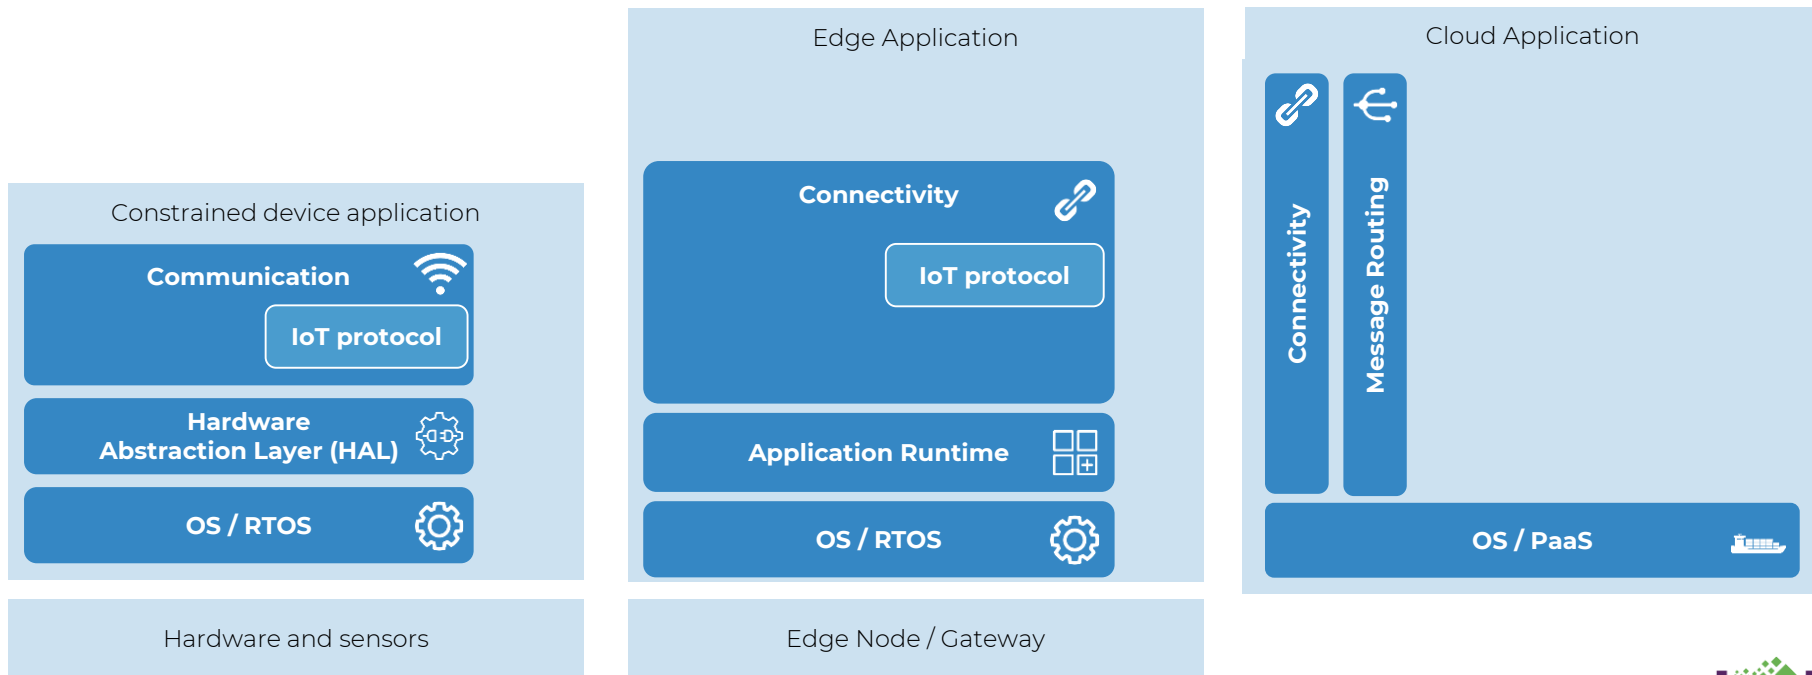 Constrained device application
Communication
IoT protocol
Hardware
Abstraction Layer (HAL)
OS / RTOS
Hardware and sensors
Edge Application
Connectivity
IoT protocol
Application Runtime
OS / RTOS
Edge Node / Gateway
Cloud Application
Connectivity
Message Routing
OS / PaaS